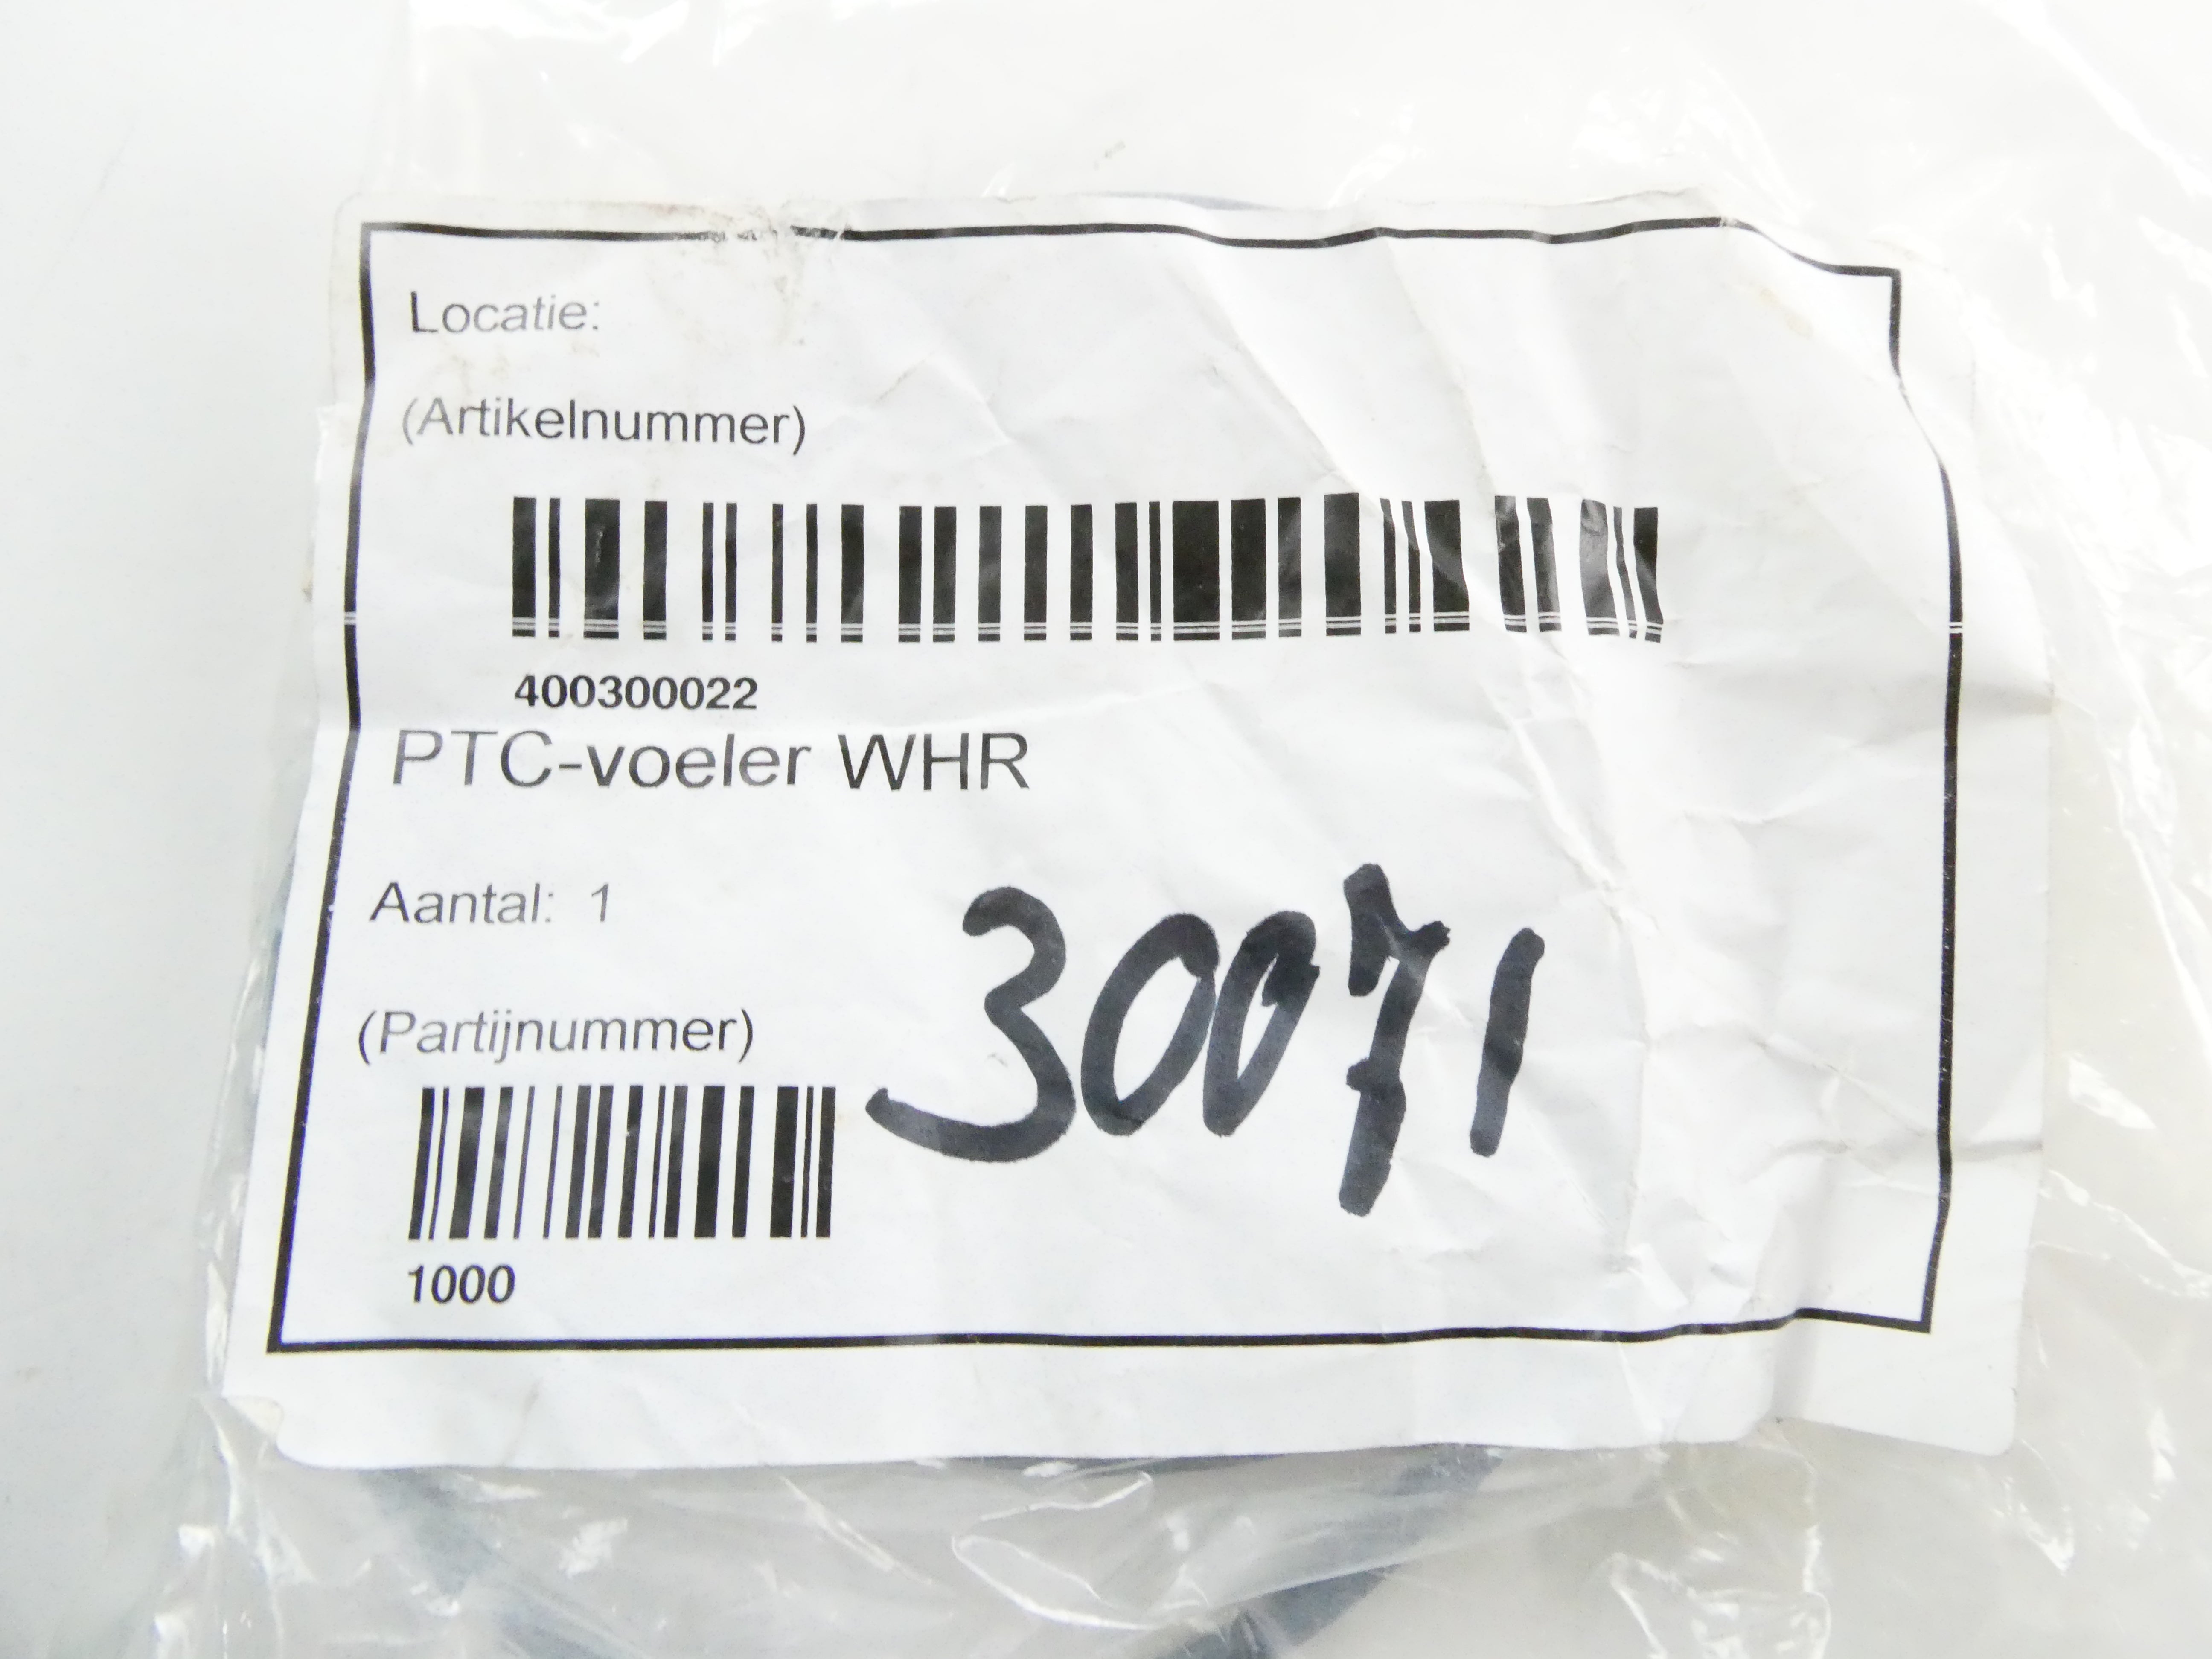 Locatie:
(Artikelnummer)
400300022
PTC-voeler WHR
Aantal: 1
30071
(Partijnummer)
1000